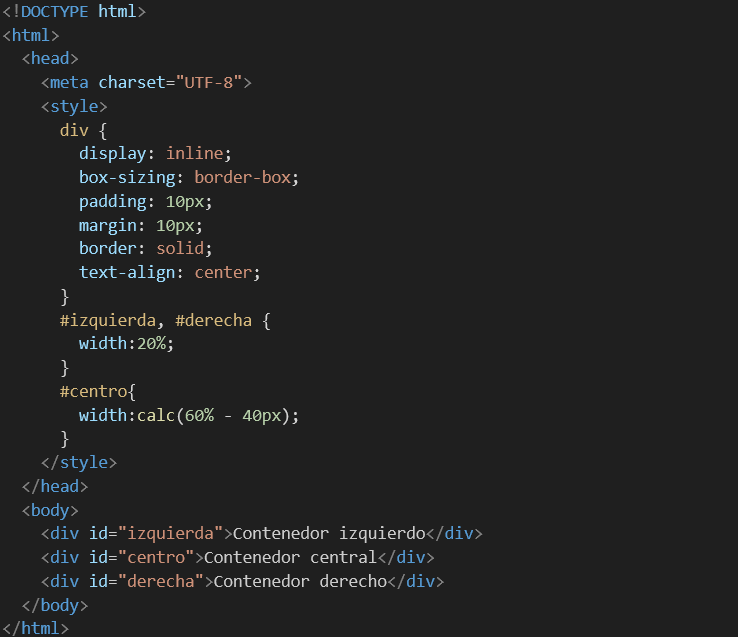 <!DOCTYPE html>
<html>
  <head>
    <meta charset="UTF-8">
    <style>
      div {
        display: inline;
        box-sizing: border-box;
        padding: 10px;
        margin: 10px;
        border: solid;
        text-align: center;
      }
      #izquierda, #derecha {
        width:20%;
      }
      #centro{
        width:calc(60% - 40px);
      }
    </style>
  </head>
  <body>
    <div id="izquierda">Contenedor izquierdo</div>
    <div id="centro">Contenedor central</div>
    <div id="derecha">Contenedor derecho</div>
  </body>
</html>